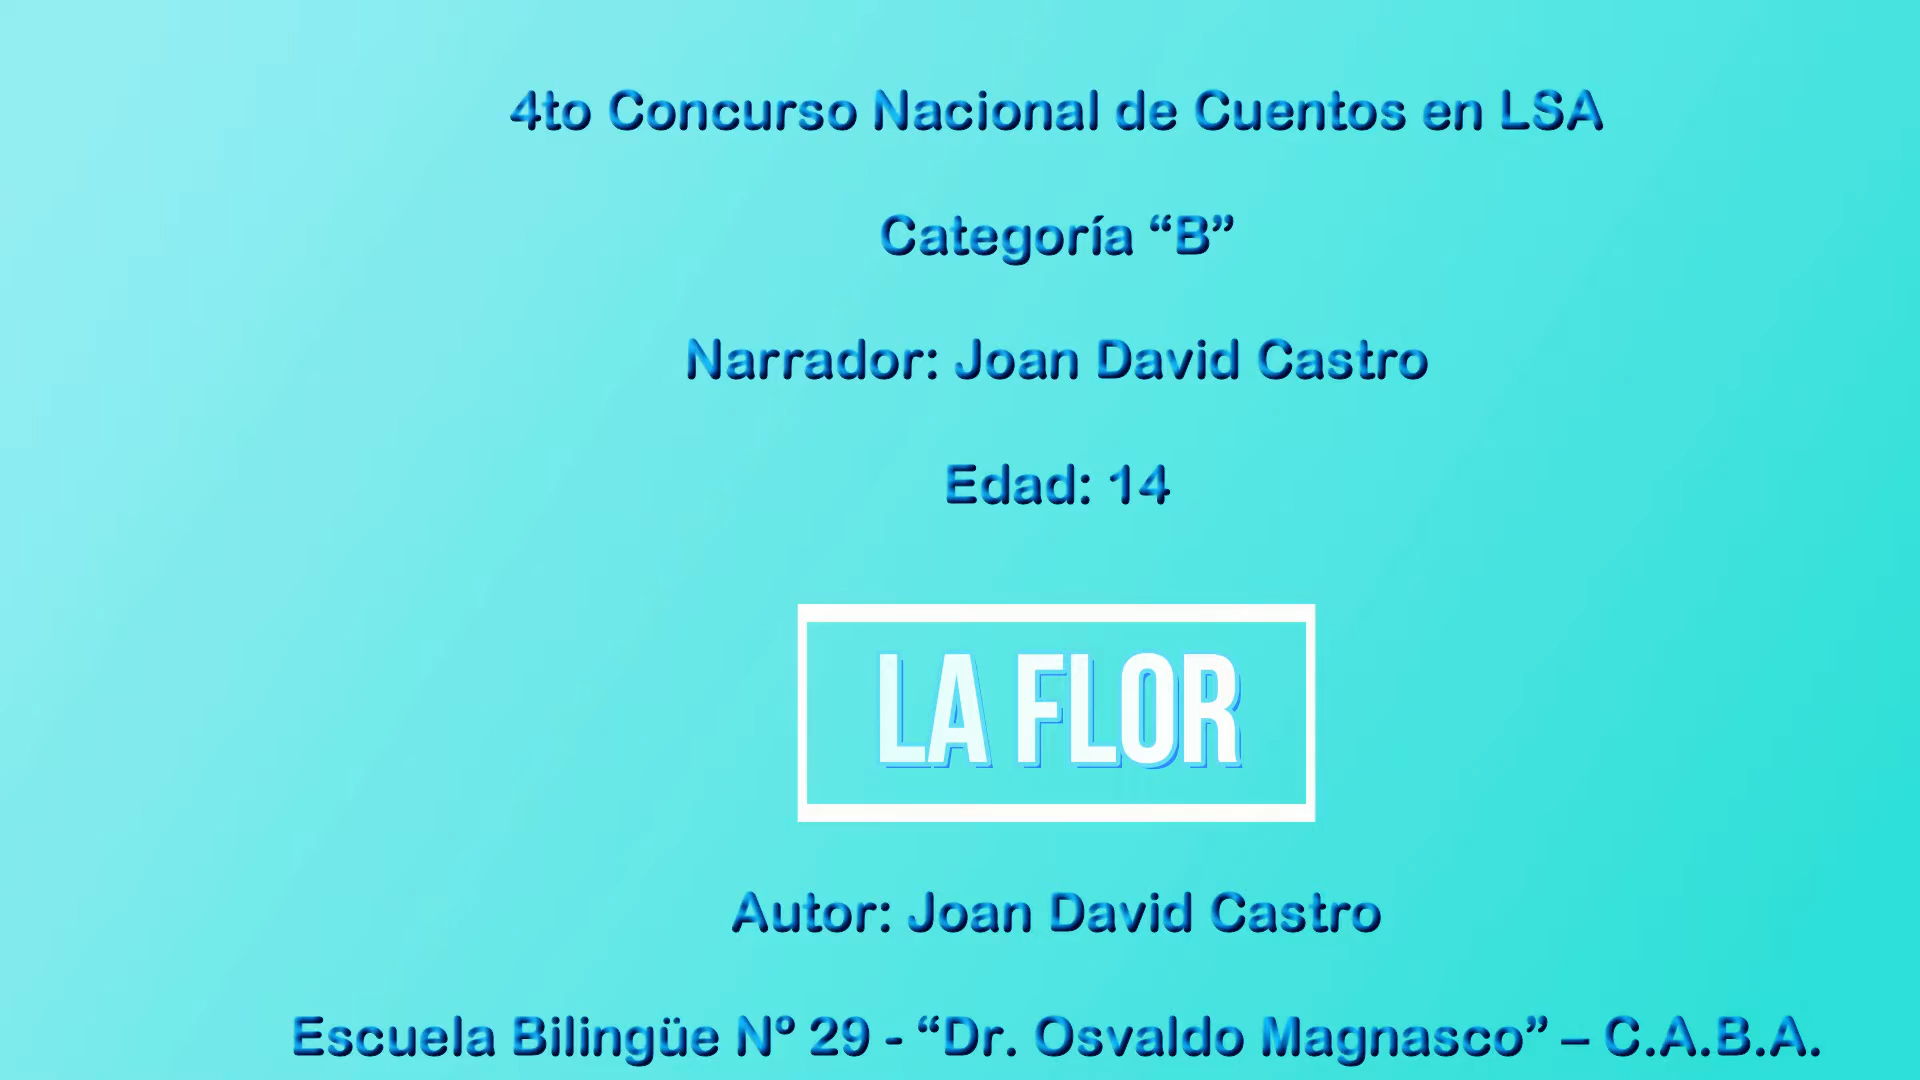 4to Concurso Nacional de Cuentos en LSA
Categoría “B”
Narrador: Joan David Castro
Edad: 14
LA FLOR
Autor: Joan David Castro
Escuela Bilingüe Nº 29 - “Dr. Osvaldo Magnasco” – C.A.B.A.